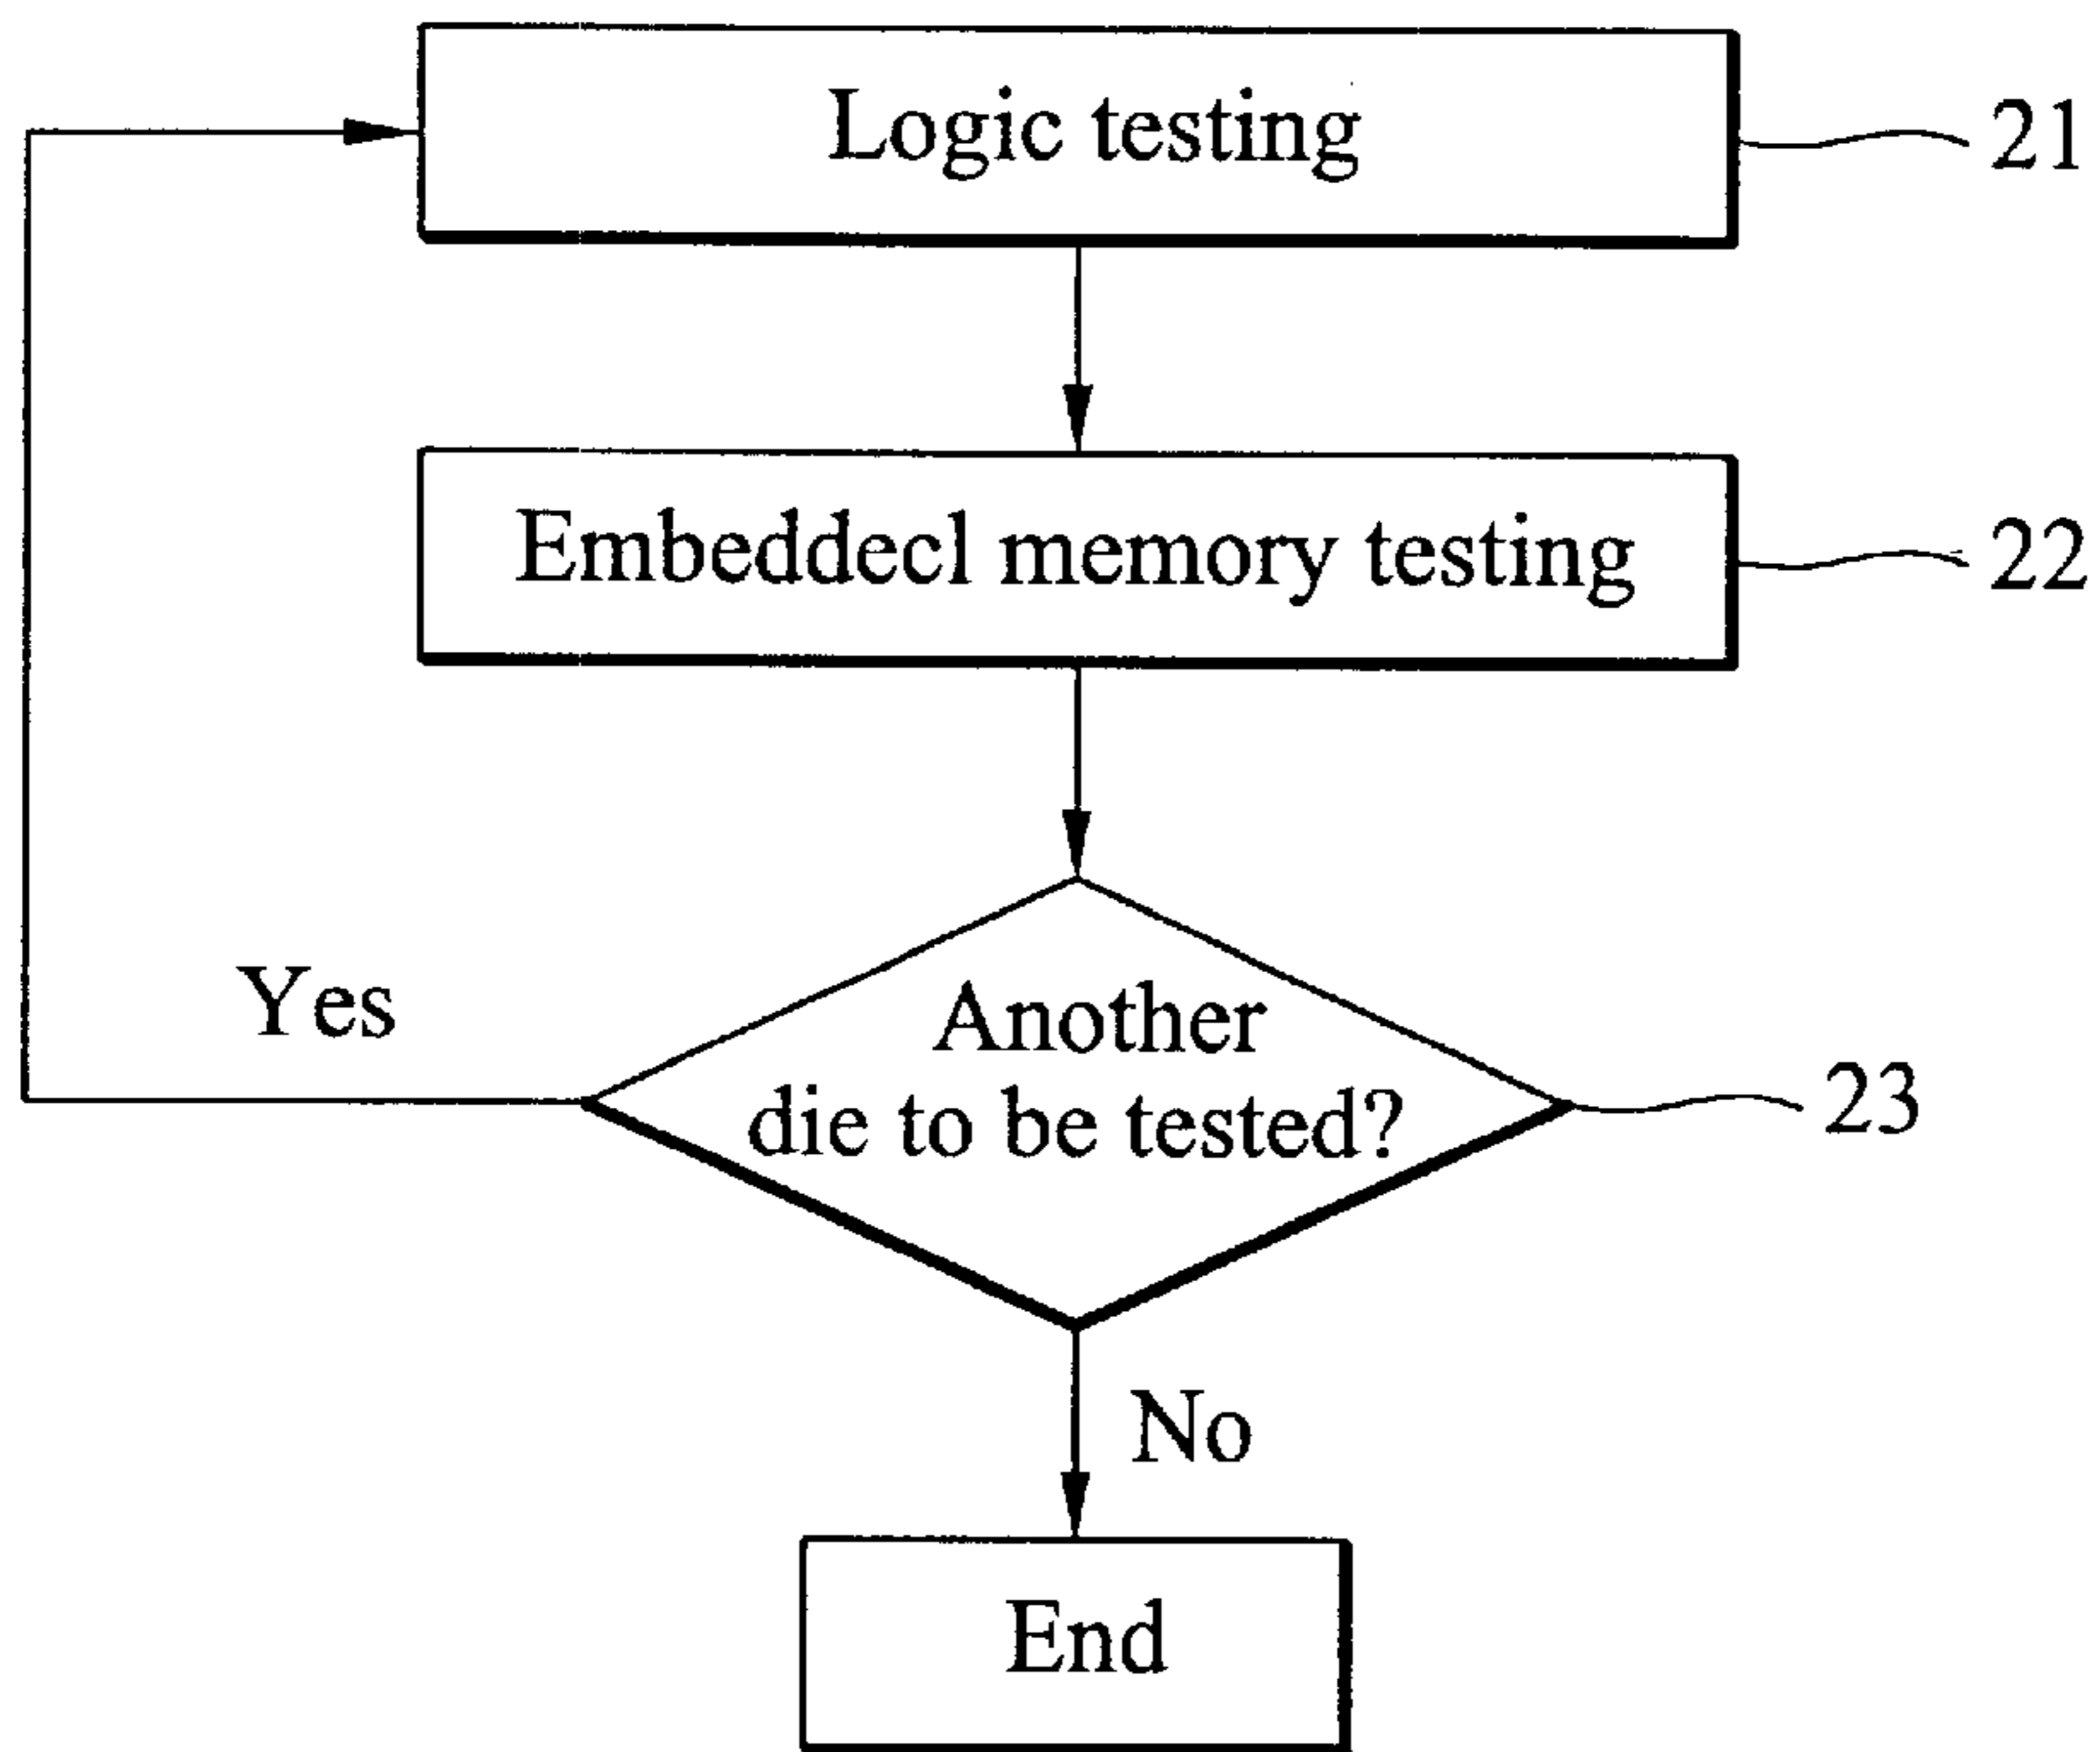 Logic testing
21
Embeddecl memory testing
22
Yes
Another
die to be tested?
23
No
End